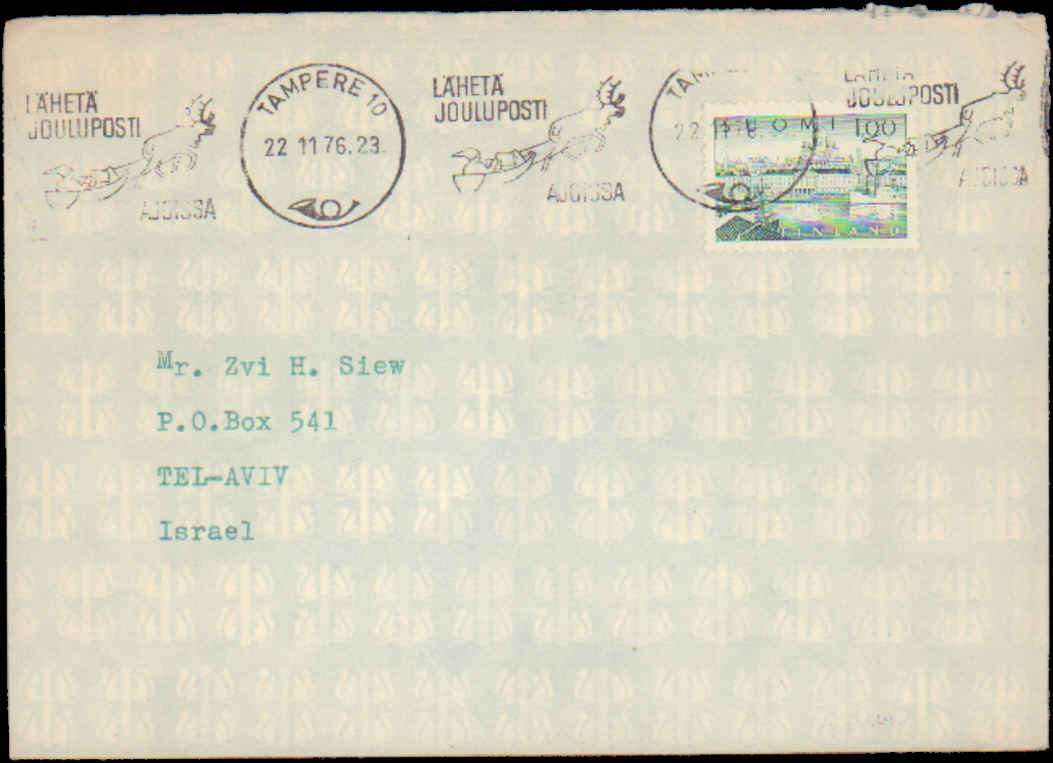 LÄHETÄ
JOULUPOSTI
AJOISSA
TAMPERE 10
22 11 76.23.
LÄHETÄ
JOULUPOSTI
AJOISSA
SUOMI 1,00
FINLAND
JOULUPOSTI
AJOISSA
Mr. Zvi H. Siew
P.O.Box 541
TEL-AVIV
Israel